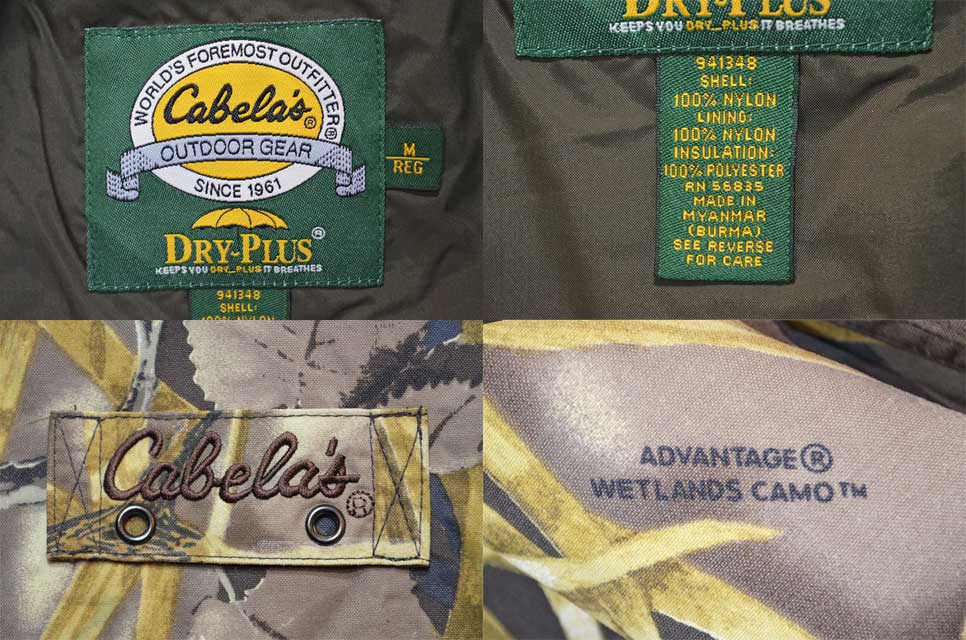 WORLD'S FOREMOST OUTFITTER®
Cabela's®
OUTDOOR GEAR
SINCE 1961
M
REG
DRY-PLUS®
KEEPS YOU DRY_PLUS IT BREATHES
941348
SHELL:
100% NYLON
DRY-PLUS
KEEPS YOU DRY_PLUS IT BREATHES
941348
SHELL:
100% NYLON
LINING:
100% NYLON
INSULATION:
100% POLYESTER
RN 56835
MADE IN
MYANMAR
(BURMA)
SEE REVERSE
FOR CARE
Cabela's®
ADVANTAGE®
WETLANDS CAMO™